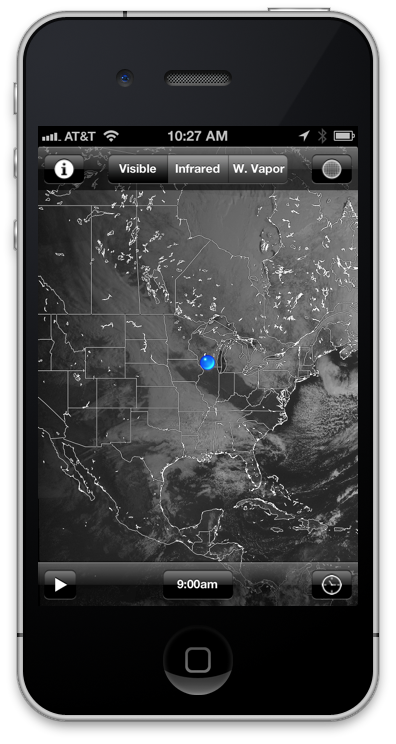 AT&T 10:27 AM
i Visible Infrared W. Vapor
9:00am